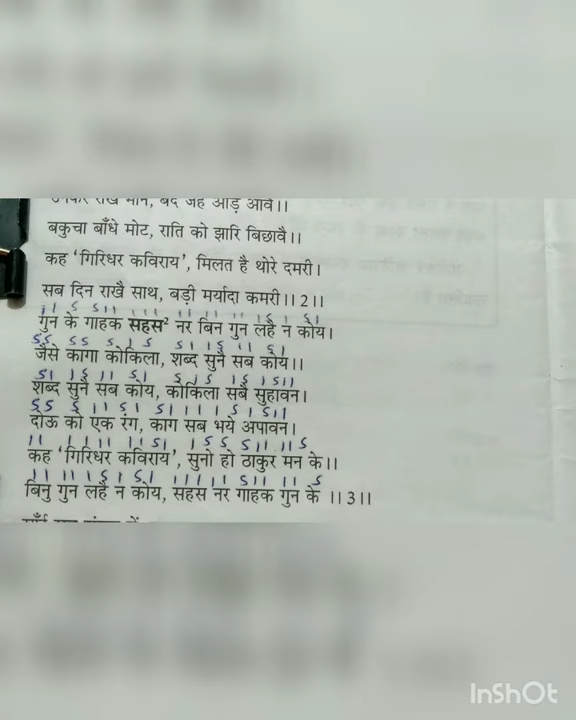 बकुचा बाँधे मोट, राति को झारि बिछावै।।
कह 'गिरिधर कविराय', मिलत है थोरे दमरी।
सब दिन राखै साथ, बड़ी मर्यादा कमरी।। 2 ।।
गुन के गाहक सहस² नर बिन गुन लहै न कोय।
जैसे कागा कोकिला, शब्द सुनै सब कोय।।
शब्द सुनै सब कोय, कोकिला सबै सुहावन।
दोऊ को एक रंग, काग सब भये अपावन।
कह 'गिरिधर कविराय', सुनो हो ठाकुर मन के।।
बिनु गुन लहै न कोय, सहस नर गाहक गुन के ।। 3 ।।
InShOt